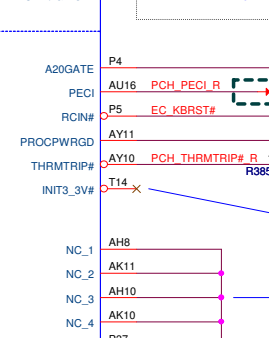 A20GATE P4
PECI AU16 PCH_PECI_R
RCIN# P5 EC_KBRST#
PROCPWRGD AY11
THRMTRIP# AY10 PCH_THRMTRIP#_R
R385
INIT3_3V# T14
NC_1 AH8
NC_2 AK11
NC_3 AH10
NC_4 AK10